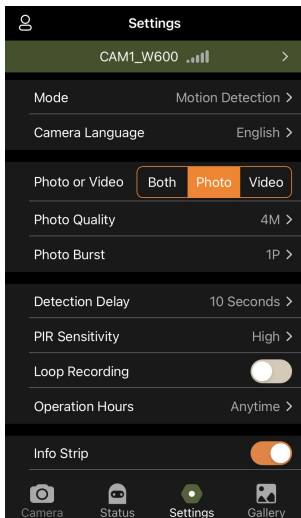 Settings
CAM1_W600
Mode Motion Detection >
Camera Language English >
Photo or Video Both Photo Video
Photo Quality 4M >
Photo Burst 1P >
Detection Delay 10 Seconds >
PIR Sensitivity High >
Loop Recording
Operation Hours Anytime >
Info Strip
Camera Status Settings Gallery